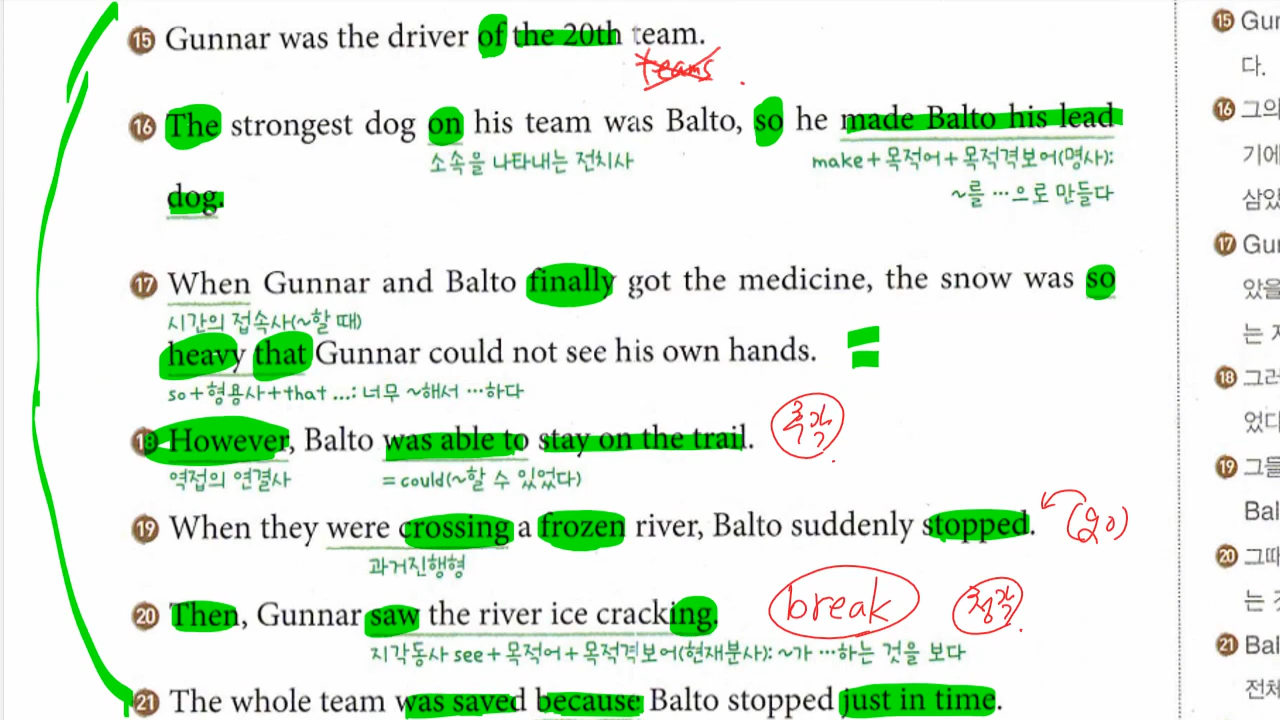 ⑮ Gunnar was the driver of the 20th team.
teams
⑯ The strongest dog on his team was Balto, so he made Balto his lead
소속을 나타내는 전치사 make+목적어+목적격보어(명사):
dog. ~를 …으로 만들다
⑰ When Gunnar and Balto finally got the medicine, the snow was so
시간의 접속사(~할 때)
heavy that Gunnar could not see his own hands. =
so+형용사+that …: 너무 ~해서 …하다
⑱ However, Balto was able to stay on the trail. 촉각
역접의 연결사 = could(~할 수 있었다)
⑲ When they were crossing a frozen river, Balto suddenly stopped.
과거진행형
⑳ Then, Gunnar saw the river ice cracking. break 청각
지각동사 see+목적어+목적격보어(현재분사): ~가 …하는 것을 보다
㉑ The whole team was saved because Balto stopped just in time.
⑮ Gun
다.
⑯ 그의
기에
삼았
⑰ Gun
았을
는 지
⑱ 그러
었다
⑲ 그들
Bal
⑳ 그때
는 것
㉑ Bal
전체